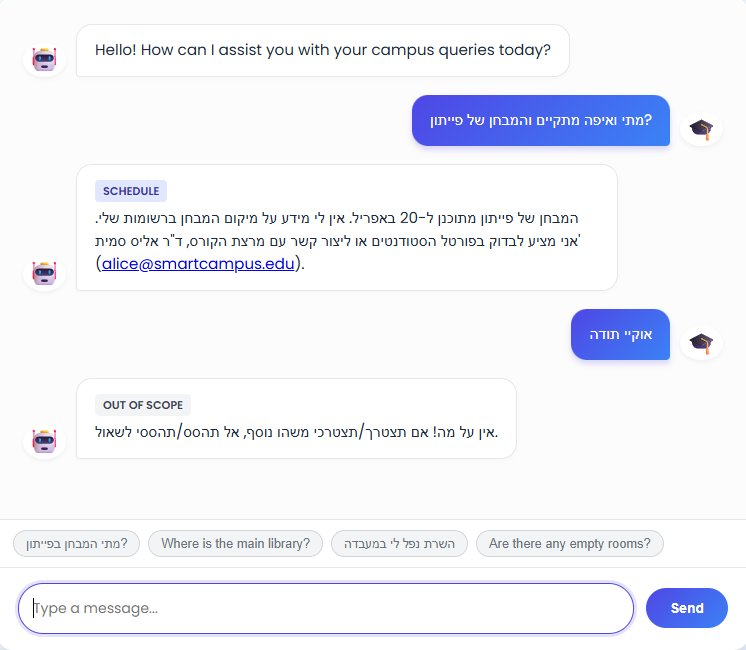 Hello! How can I assist you with your campus queries today?
מתי ואיפה מתקיים והמבחן של פייתון?
SCHEDULE
המבחן של פייתון מתוכנן ל-20 באפריל. אין לי מידע על מיקום המבחן ברשומות שלי.
אני מציע לבדוק בפורטל הסטודנטים או ליצור קשר עם מרצת הקורס, ד"ר אליס סמית'
(alice@smartcampus.edu).
אוקיי תודה
OUT OF SCOPE
אין על מה! אם תצטרך/תצטרכי משהו נוסף, אל תהסס/תהססי לשאול.
מתי המבחן בפייתון?
Where is the main library?
השרת נפל לי במעבדה
Are there any empty rooms?
Type a message...
Send